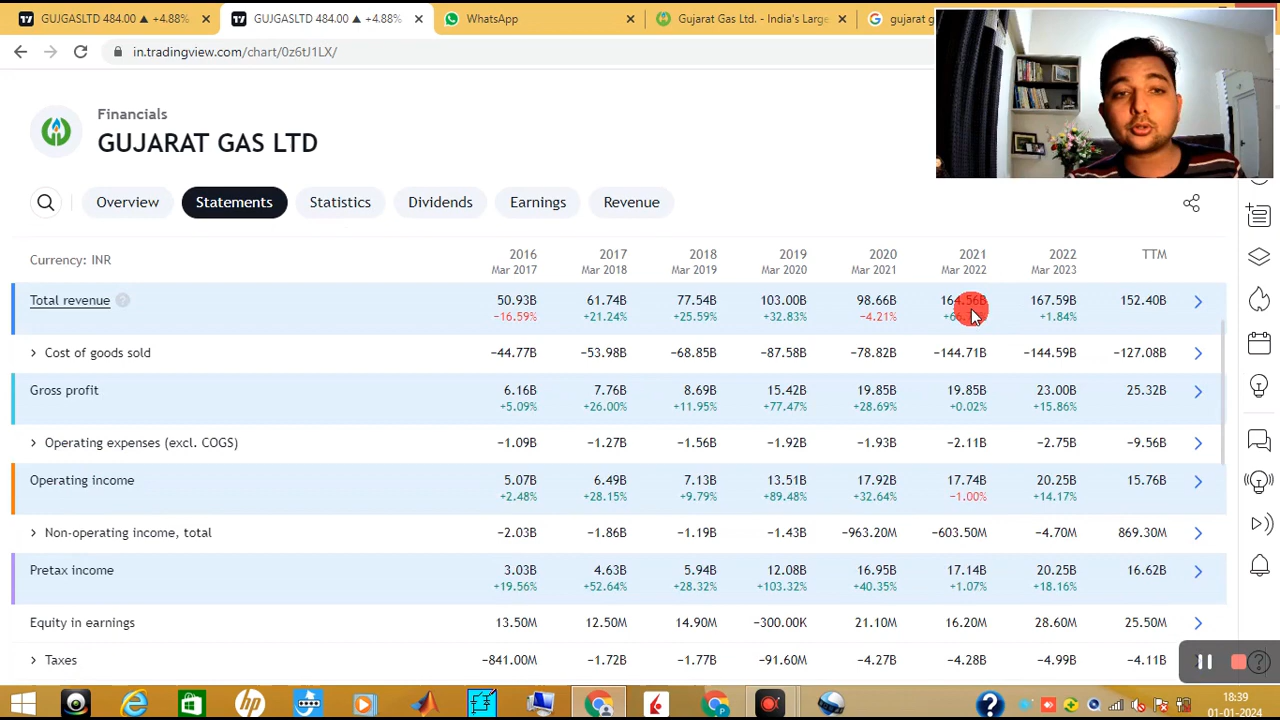 GUJGASLTD 484.00 ▲ +4.88%
GUJGASLTD 484.00 ▲ +4.88%
WhatsApp
Gujarat Gas Ltd. - India's Large
gujarat g
in.tradingview.com/chart/0z6tJ1LX/
Financials
GUJARAT GAS LTD
Overview Statements Statistics Dividends Earnings Revenue
Currency: INR 2016 2017 2018 2019 2020 2021 2022 TTM
Mar 2017 Mar 2018 Mar 2019 Mar 2020 Mar 2021 Mar 2022 Mar 2023
Total revenue 50.93B 61.74B 77.54B 103.00B 98.66B 164.56B 167.59B 152.40B
−16.59% +21.24% +25.59% +32.83% −4.21% +1.84%
Cost of goods sold −44.77B −53.98B −68.85B −87.58B −78.82B −144.71B −144.59B −127.08B
Gross profit 6.16B 7.76B 8.69B 15.42B 19.85B 19.85B 23.00B 25.32B
+5.09% +26.00% +11.95% +77.47% +28.69% +0.02% +15.86%
Operating expenses (excl. COGS) −1.09B −1.27B −1.56B −1.92B −1.93B −2.11B −2.75B −9.56B
Operating income 5.07B 6.49B 7.13B 13.51B 17.92B 17.74B 20.25B 15.76B
+2.48% +28.15% +9.79% +89.48% +32.64% −1.00% +14.17%
Non-operating income, total −2.03B −1.86B −1.19B −1.43B −963.20M −603.50M −4.70M 869.30M
Pretax income 3.03B 4.63B 5.94B 12.08B 16.95B 17.14B 20.25B 16.62B
+19.56% +52.64% +28.32% +103.32% +40.35% +1.07% +18.16%
Equity in earnings 13.50M 12.50M 14.90M −300.00K 21.10M 16.20M 28.60M 25.50M
Taxes −841.00M −1.72B −1.77B −91.60M −4.27B −4.28B −4.99B −4.11B
18:39
01-01-2024